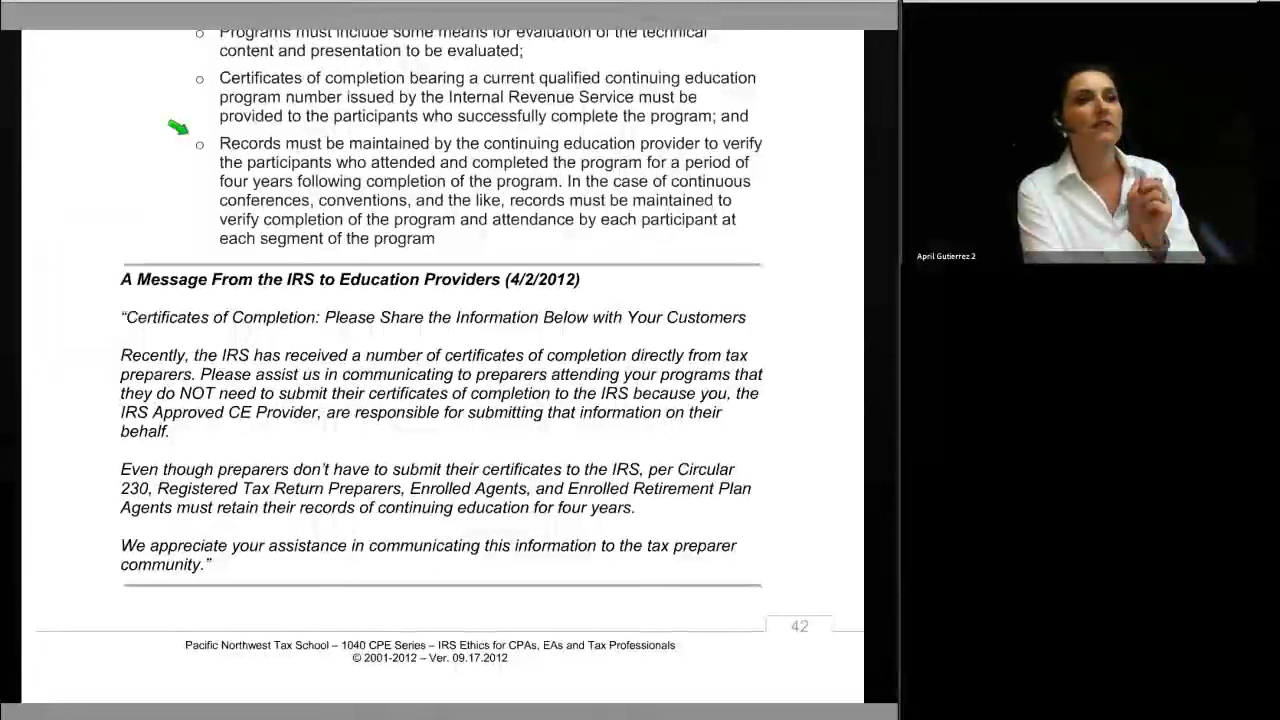 Programs must include some means for evaluation of the technical
content and presentation to be evaluated;
Certificates of completion bearing a current qualified continuing education
program number issued by the Internal Revenue Service must be
provided to the participants who successfully complete the program; and
Records must be maintained by the continuing education provider to verify
the participants who attended and completed the program for a period of
four years following completion of the program. In the case of continuous
conferences, conventions, and the like, records must be maintained to
verify completion of the program and attendance by each participant at
each segment of the program
A Message From the IRS to Education Providers (4/2/2012)
“Certificates of Completion: Please Share the Information Below with Your Customers
Recently, the IRS has received a number of certificates of completion directly from tax
preparers. Please assist us in communicating to preparers attending your programs that
they do NOT need to submit their certificates of completion to the IRS because you, the
IRS Approved CE Provider, are responsible for submitting that information on their
behalf.
Even though preparers don’t have to submit their certificates to the IRS, per Circular
230, Registered Tax Return Preparers, Enrolled Agents, and Enrolled Retirement Plan
Agents must retain their records of continuing education for four years.
We appreciate your assistance in communicating this information to the tax preparer
community.”
42
Pacific Northwest Tax School – 1040 CPE Series – IRS Ethics for CPAs, EAs and Tax Professionals
© 2001-2012 – Ver. 09.17.2012
April Gutierrez 2